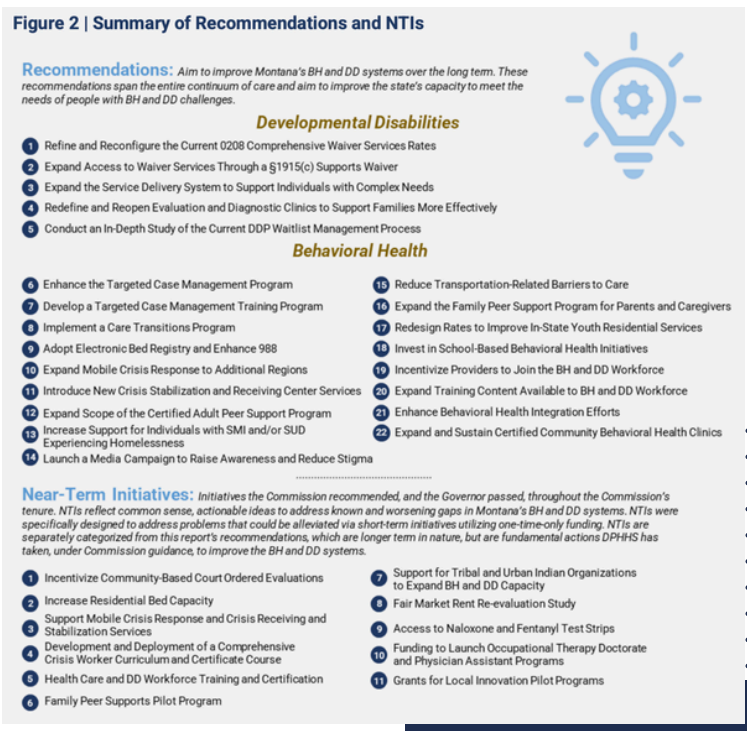 Figure 2 | Summary of Recommendations and NTIs
Recommendations: Aim to improve Montana's BH and DD systems over the long term. These
recommendations span the entire continuum of care and aim to improve the state's capacity to meet the
needs of people with BH and DD challenges.
Developmental Disabilities
1 Refine and Reconfigure the Current 0208 Comprehensive Waiver Services Rates
2 Expand Access to Waiver Services Through a §1915(c) Supports Waiver
3 Expand the Service Delivery System to Support Individuals with Complex Needs
4 Redefine and Reopen Evaluation and Diagnostic Clinics to Support Families More Effectively
5 Conduct an In-Depth Study of the Current DDP Waitlist Management Process
Behavioral Health
6 Enhance the Targeted Case Management Program
7 Develop a Targeted Case Management Training Program
8 Implement a Care Transitions Program
9 Adopt Electronic Bed Registry and Enhance 988
10 Expand Mobile Crisis Response to Additional Regions
11 Introduce New Crisis Stabilization and Receiving Center Services
12 Expand Scope of the Certified Adult Peer Support Program
13 Increase Support for Individuals with SMI and/or SUD
Experiencing Homelessness
14 Launch a Media Campaign to Raise Awareness and Reduce Stigma
15 Reduce Transportation-Related Barriers to Care
16 Expand the Family Peer Support Program for Parents and Caregivers
17 Redesign Rates to Improve In-State Youth Residential Services
18 Invest in School-Based Behavioral Health Initiatives
19 Incentivize Providers to Join the BH and DD Workforce
20 Expand Training Content Available to BH and DD Workforce
21 Enhance Behavioral Health Integration Efforts
22 Expand and Sustain Certified Community Behavioral Health Clinics
Near-Term Initiatives: Initiatives the Commission recommended, and the Governor passed, throughout the Commission's
tenure. NTIs reflect common sense, actionable ideas to address known and worsening gaps in Montana's BH and DD systems. NTIs were
specifically designed to address problems that could be alleviated via short-term initiatives utilizing one-time-only funding. NTIs are
separately categorized from this report's recommendations, which are longer term in nature, but are fundamental actions DPHHS has
taken, under Commission guidance, to improve the BH and DD systems.
1 Incentivize Community-Based Court Ordered Evaluations
2 Increase Residential Bed Capacity
3 Support Mobile Crisis Response and Crisis Receiving and
Stabilization Services
4 Development and Deployment of a Comprehensive
Crisis Worker Curriculum and Certificate Course
5 Health Care and DD Workforce Training and Certification
6 Family Peer Supports Pilot Program
7 Support for Tribal and Urban Indian Organizations
to Expand BH and DD Capacity
8 Fair Market Rent Re-evaluation Study
9 Access to Naloxone and Fentanyl Test Strips
10 Funding to Launch Occupational Therapy Doctorate
and Physician Assistant Programs
11 Grants for Local Innovation Pilot Programs